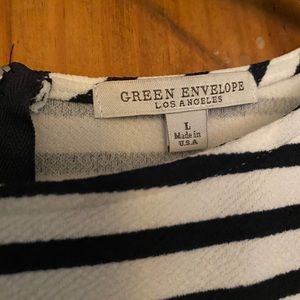 GREEN ENVELOPE
LOS ANGELES
L
Made in
U.S.A